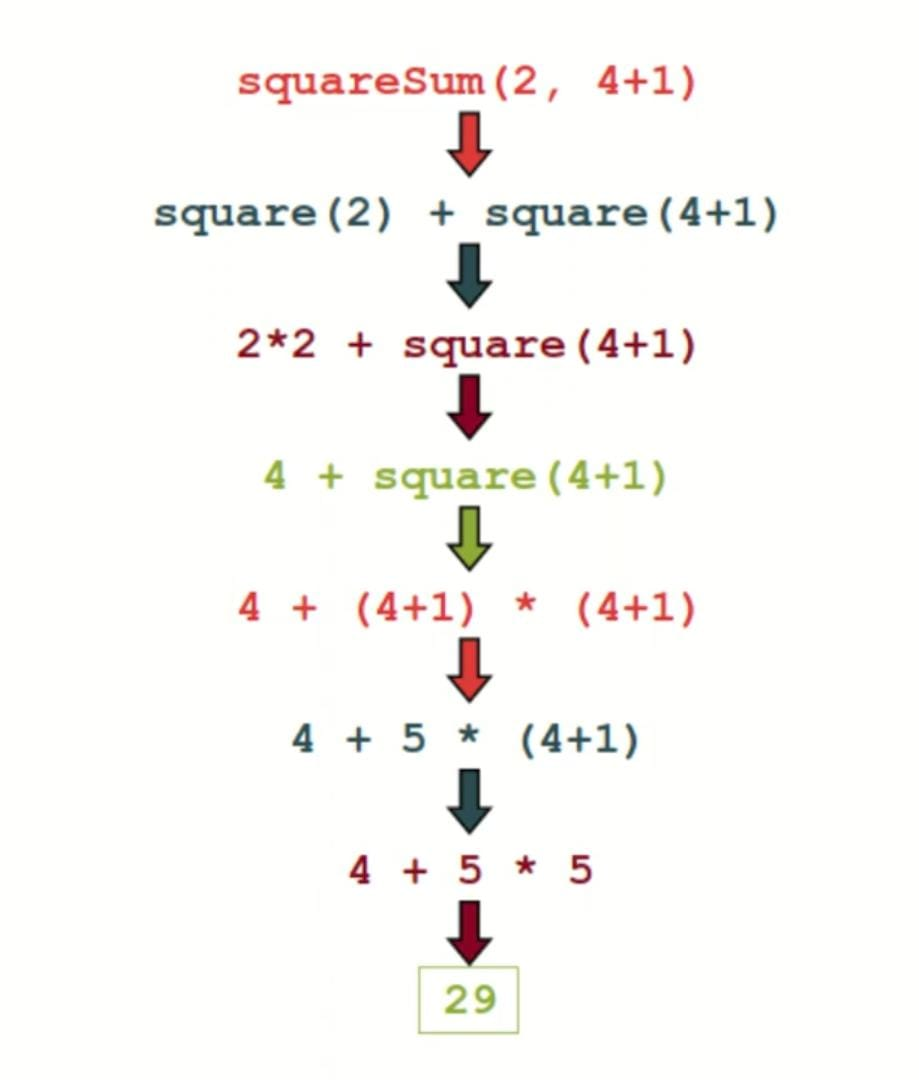 squareSum(2, 4+1)
square(2) + square(4+1)
2*2 + square(4+1)
4 + square(4+1)
4 + (4+1) * (4+1)
4 + 5 * (4+1)
4 + 5 * 5
29